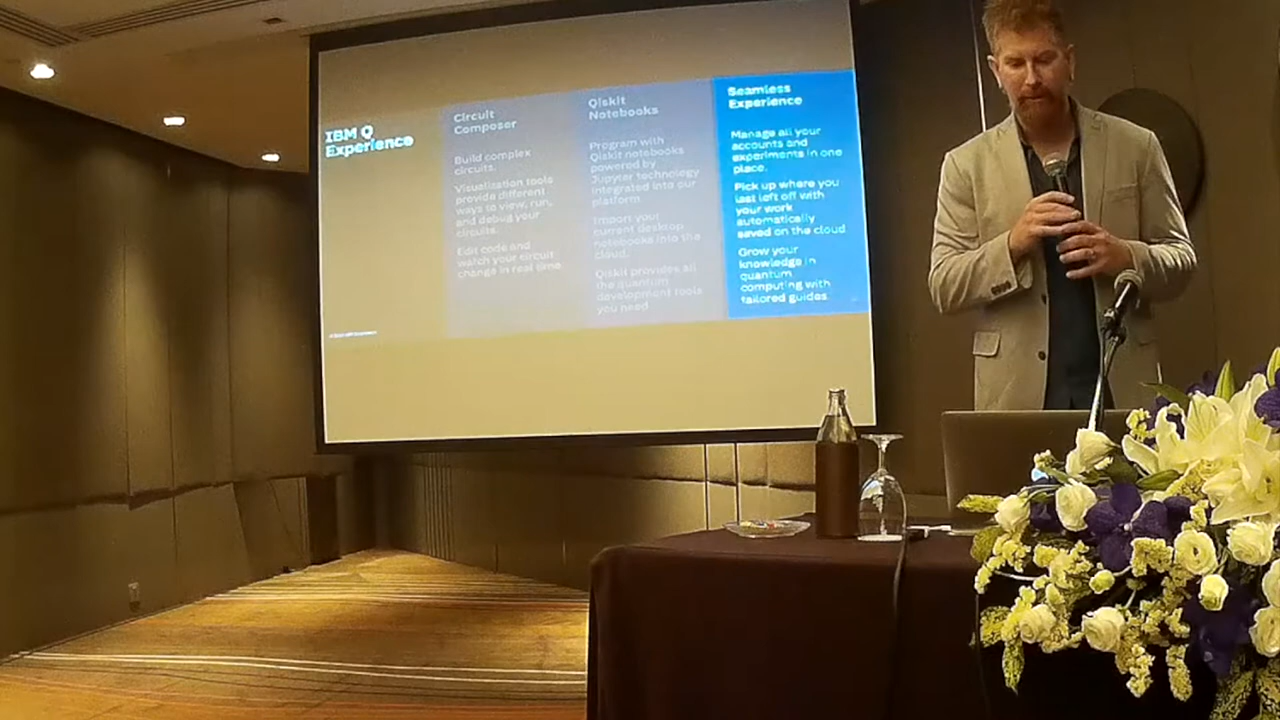 IBM Q
Experience
Circuit
Composer
Build complex
circuits.
Visualization tools
provide different
ways to view, run,
and debug your
circuits.
Edit code and
watch your circuit
change in real time
Qiskit
Notebooks
Program with
Qiskit notebooks
powered by
Jupyter technology
integrated into our
platform.
Import your
current desktop
notebooks into the
cloud.
Qiskit provides all
the quantum
development tools
you need
Seamless
Experience
Manage all your
accounts and
experiments in one
place.
Pick up where you
last left off with
your work
automatically
saved on the cloud
Grow your
knowledge in
quantum
computing with
tailored guides